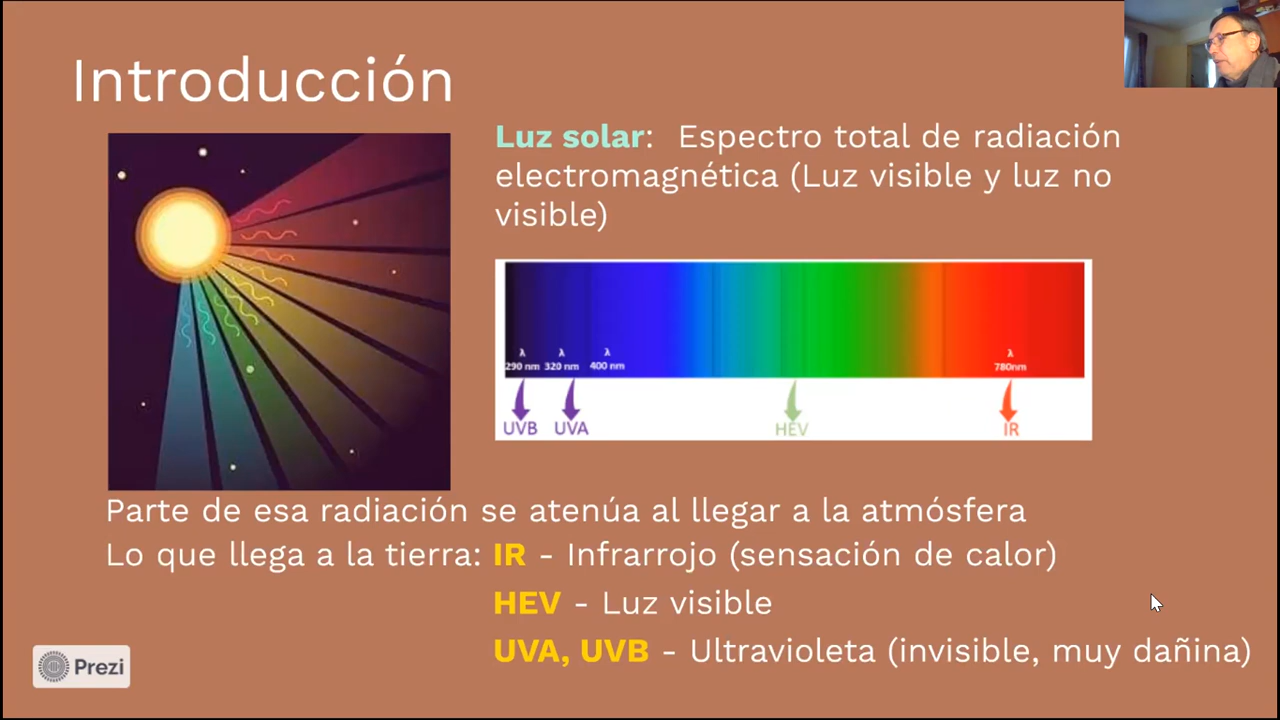 Introducción
Luz solar: Espectro total de radiación
electromagnética (Luz visible y luz no
visible)
λ λ λ λ
290 nm 320 nm 400 nm 780nm
UVB UVA HEV IR
Parte de esa radiación se atenúa al llegar a la atmósfera
Lo que llega a la tierra: IR - Infrarrojo (sensación de calor)
HEV - Luz visible
UVA, UVB - Ultravioleta (invisible, muy dañina)
Prezi